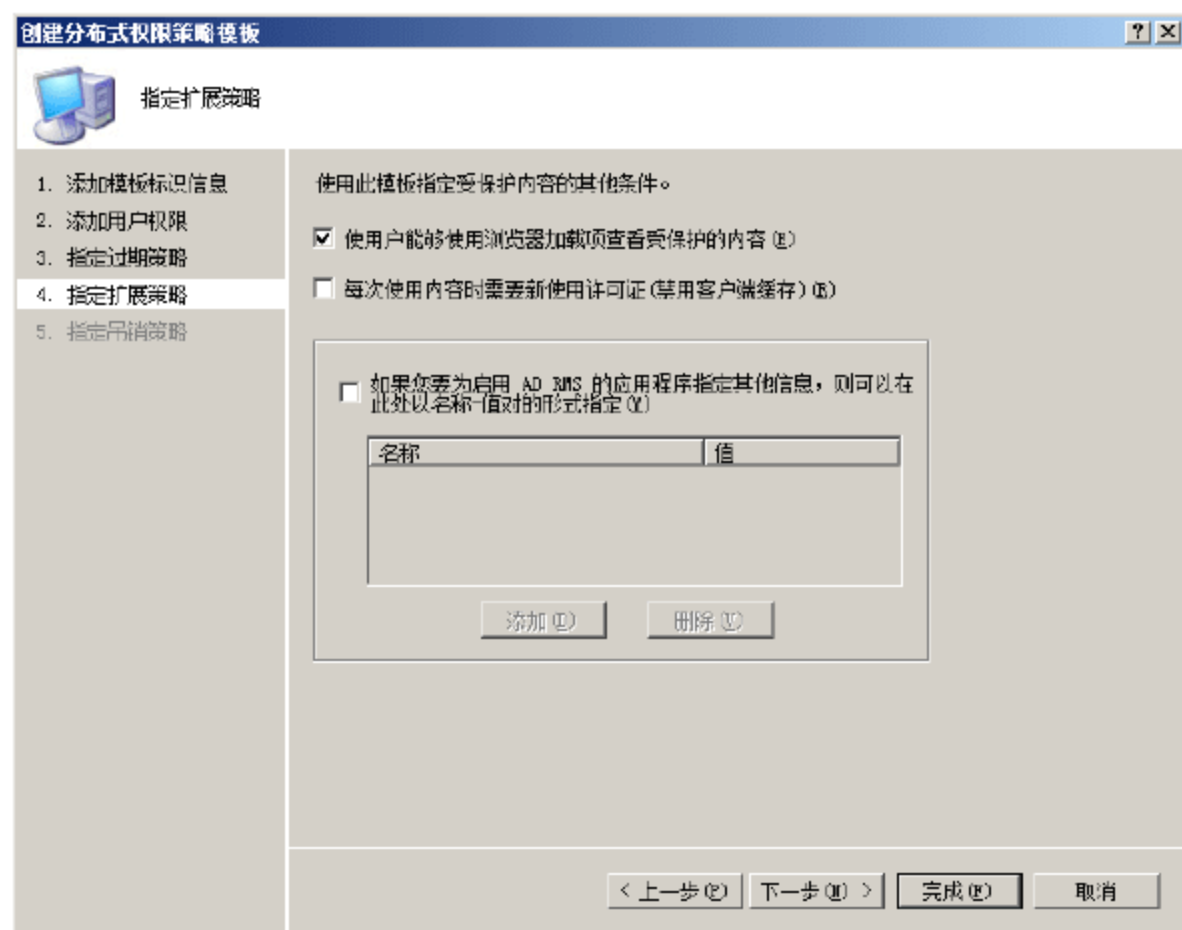 创建分布式权限策略模板
指定扩展策略
1. 添加模板标识信息
2. 添加用户权限
3. 指定过期策略
4. 指定扩展策略
5. 指定吊销策略
使用此模板指定受保护内容的其他条件。
使用户能够使用浏览器加载项查看受保护的内容(E)
每次使用内容时需要新使用许可证(禁用客户端缓存)(R)
如果您要为启用 AD RMS 的应用程序指定其他信息，则可以在
此处以名称-值对的形式指定(Y)
名称 值
添加(D) 删除(V)
< 上一步(P) 下一步(N) > 完成(F) 取消